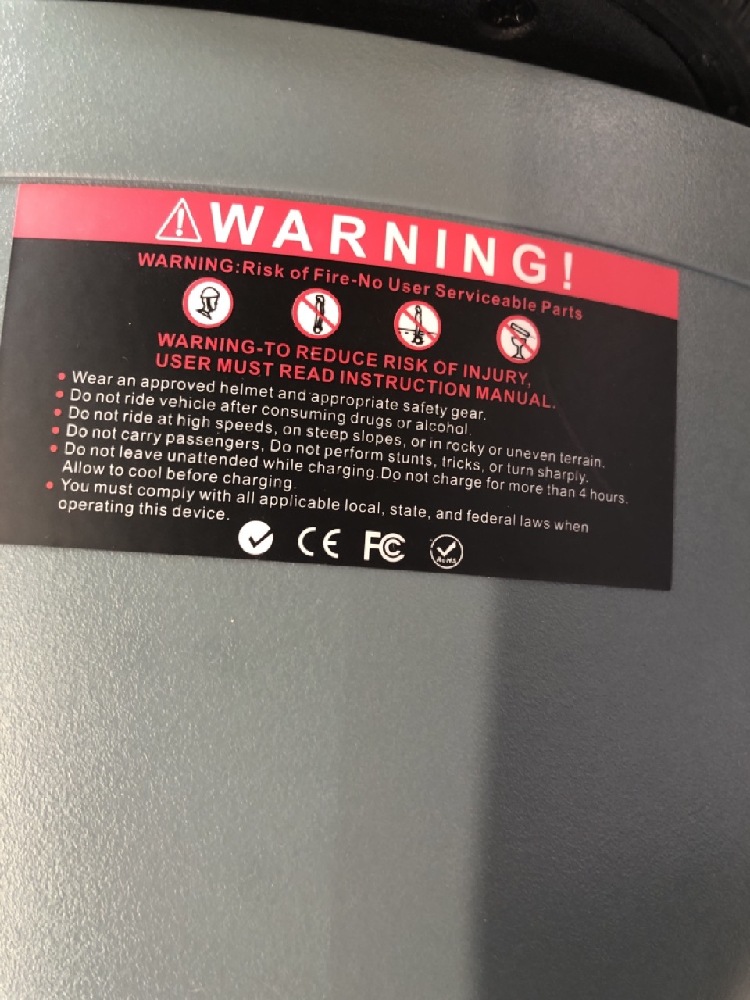 WARNING!
WARNING:Risk of Fire-No User Serviceable Parts
WARNING-TO REDUCE RISK OF INJURY,
USER MUST READ INSTRUCTION MANUAL.
• Wear an approved helmet and appropriate safety gear.
• Do not ride vehicle after consuming drugs or alcohol.
• Do not ride at high speeds, on steep slopes, or in rocky or uneven terrain.
• Do not carry passengers, Do not perform stunts, tricks, or turn sharply.
• Do not leave unattended while charging.Do not charge for more than 4 hours.
Allow to cool before charging.
• You must comply with all applicable local, state, and federal laws when
operating this device.
CE FC RoHS